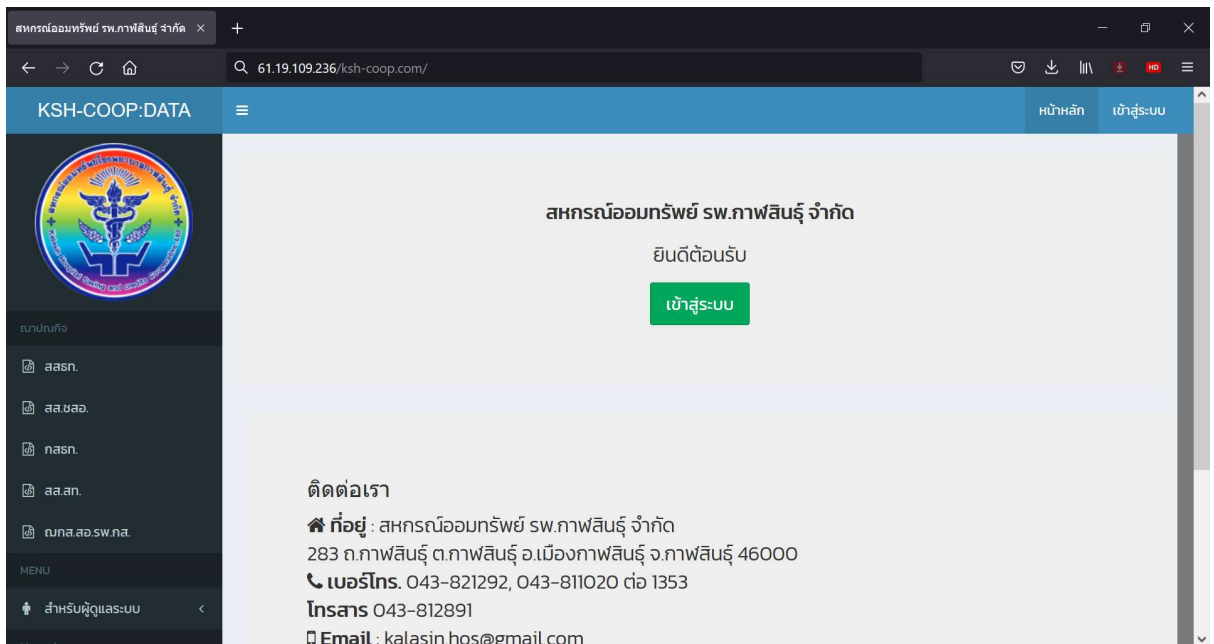 สหกรณ์ออมทรัพย์ รพ.กาฬสินธุ์ จำกัด
61.19.109.236/ksh-coop.com/
HD
KSH-COOP:DATA
หน้าหลัก
เข้าสู่ระบบ
สหกรณ์ออมทรัพย์ รพ.กาฬสินธุ์ จำกัด
ยินดีต้อนรับ
เข้าสู่ระบบ
ฌาปณกิจ
สสธท.
สส.ชสอ.
กสธท.
สส.สท.
ฌกส.สอ.รพ.กส.
MENU
สำหรับผู้ดูแลระบบ
ติดต่อเรา
ที่อยู่ : สหกรณ์ออมทรัพย์ รพ.กาฬสินธุ์ จำกัด
283 ถ.กาฬสินธุ์ ต.กาฬสินธุ์ อ.เมืองกาฬสินธุ์ จ.กาฬสินธุ์ 46000
เบอร์โทร. 043-821292, 043-811020 ต่อ 1353
โทรสาร 043-812891
Email : kalasin.hos@gmail.com